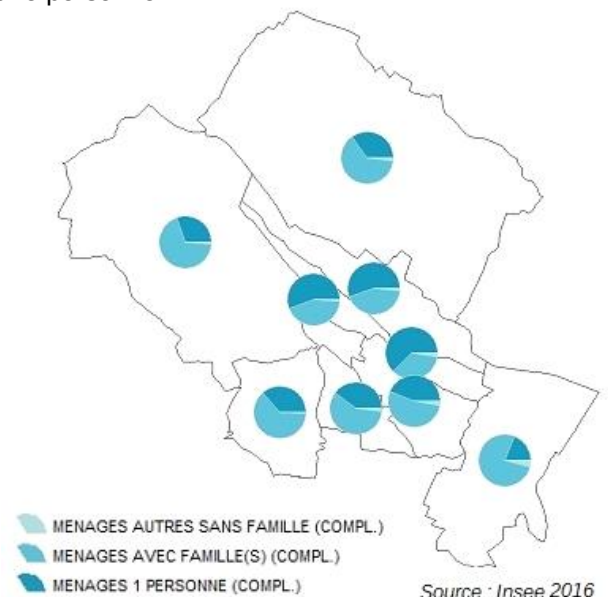 MENAGES AUTRES SANS FAMILLE (COMPL.)
MENAGES AVEC FAMILLE(S) (COMPL.)
MENAGES 1 PERSONNE (COMPL.)
Source : Insee 2016